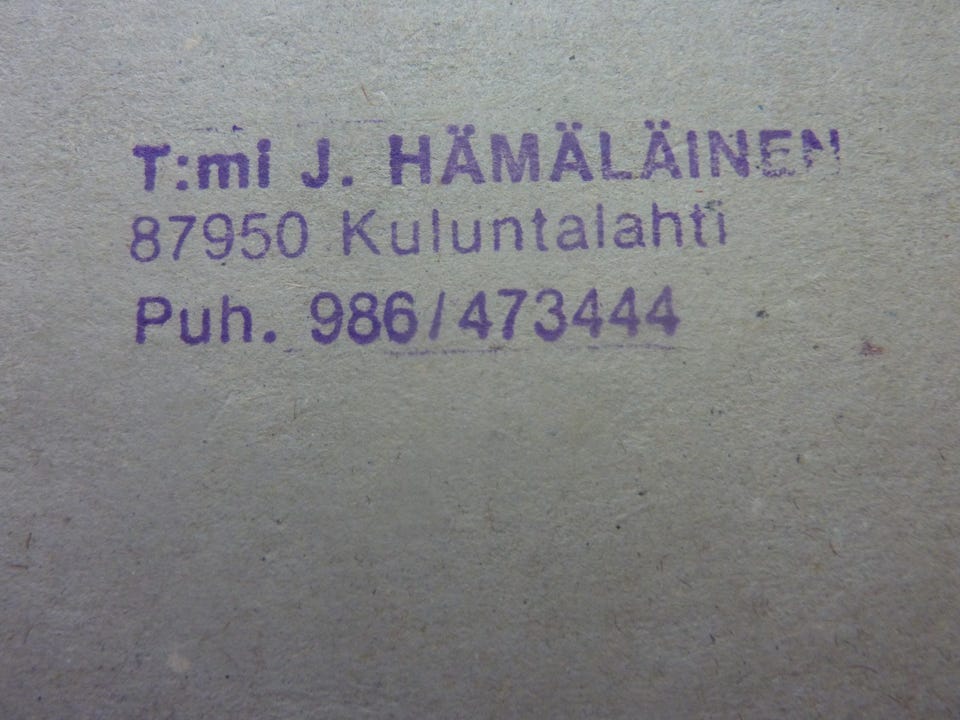 T:mi J. HÄMÄLÄINEN
87950 Kuluntalahti
Puh. 986/473444